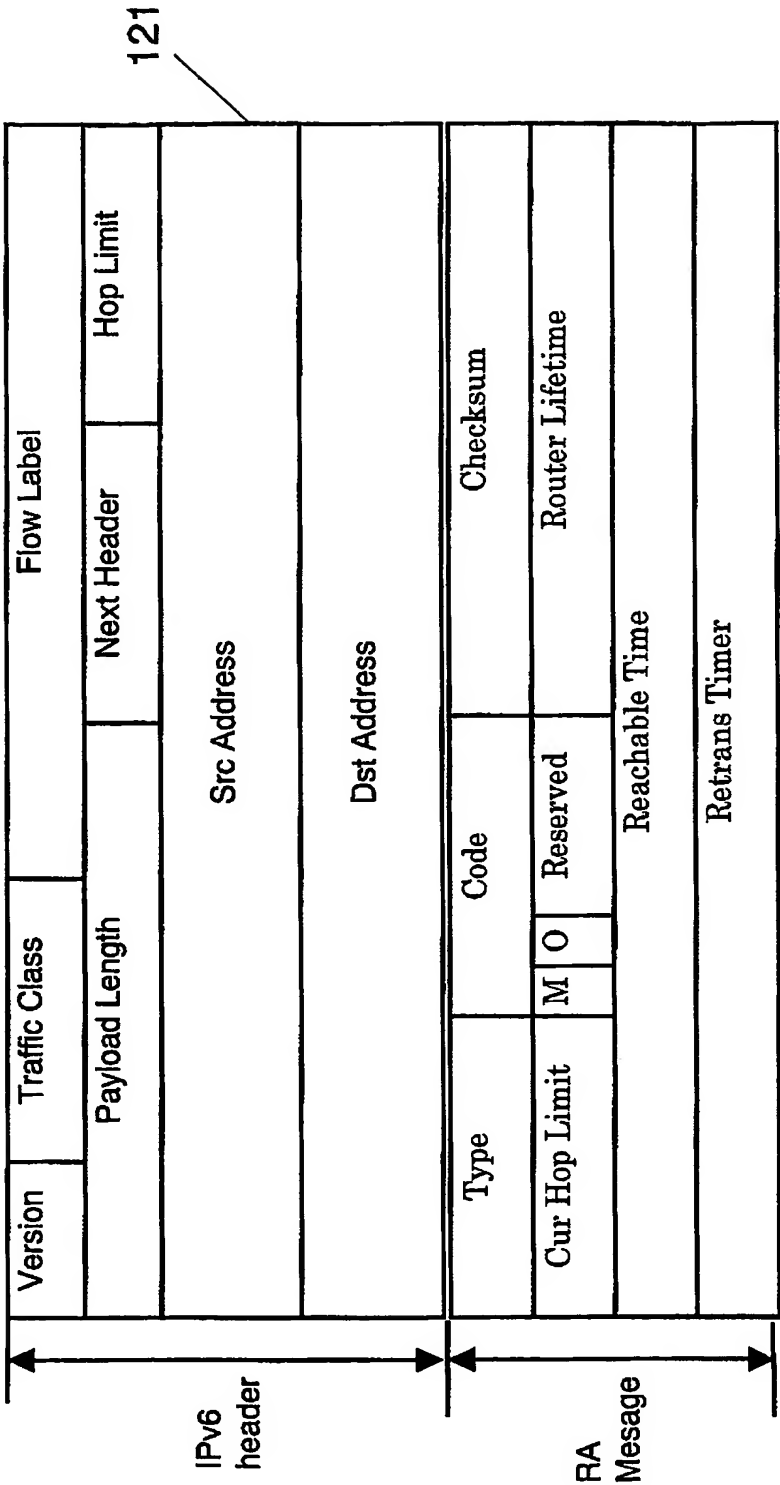 121
Version Traffic Class Flow Label
Payload Length Next Header Hop Limit
Src Address
Dst Address
IPv6
header
Type Code Checksum
Cur Hop Limit M O Reserved Router Lifetime
Reachable Time
Retrans Timer
RA
Mesage